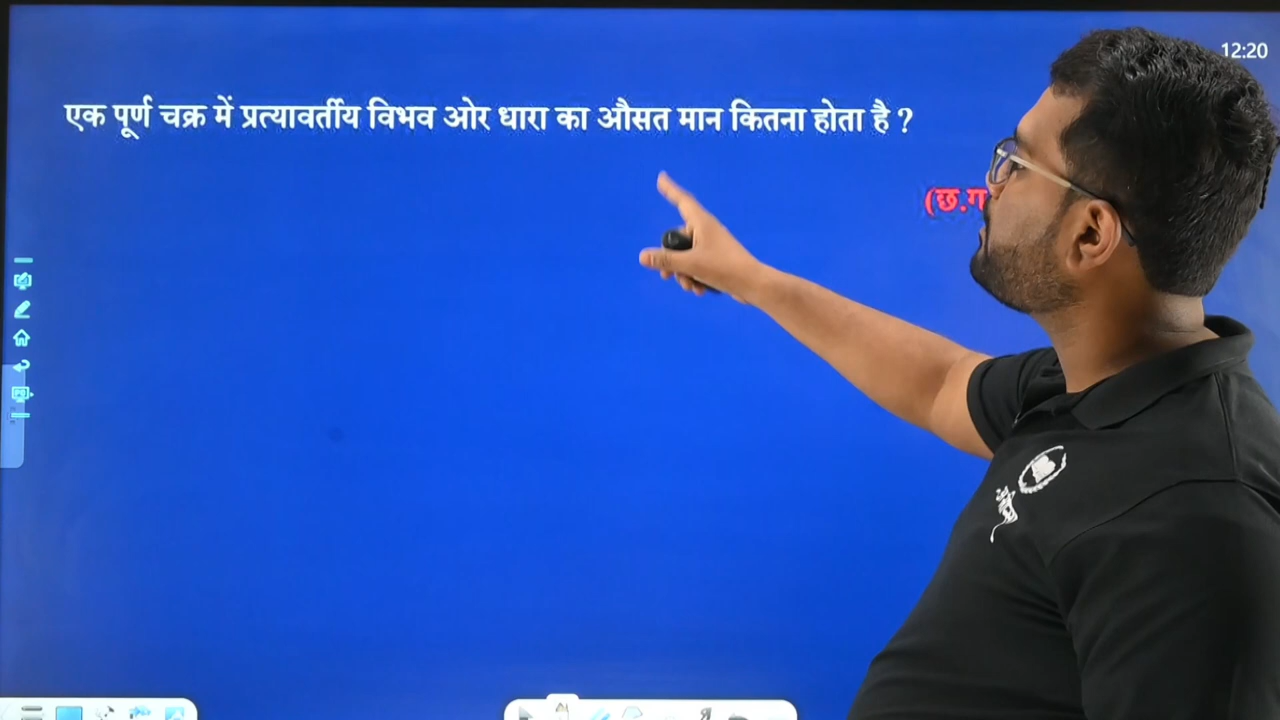 12:20
एक पूर्ण चक्र में प्रत्यावर्तीय विभव ओर धारा का औसत मान कितना होता है ?
(छ.ग